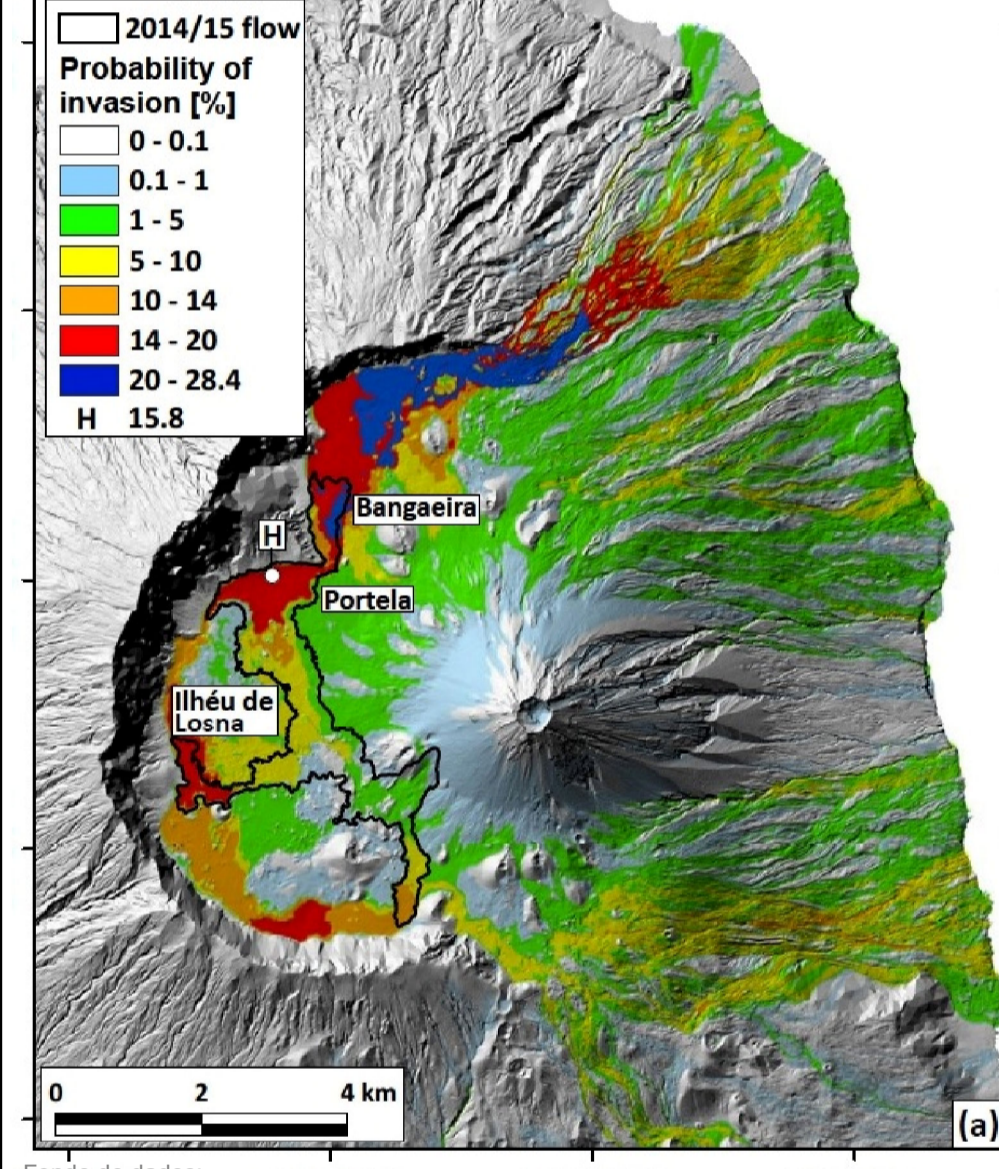 2014/15 flow
Probability of
invasion [%]
0 - 0.1
0.1 - 1
1 - 5
5 - 10
10 - 14
14 - 20
20 - 28.4
H 15.8
Bangaeira
H
Portela
Ilhéu de
Losna
0 2 4 km
(a)